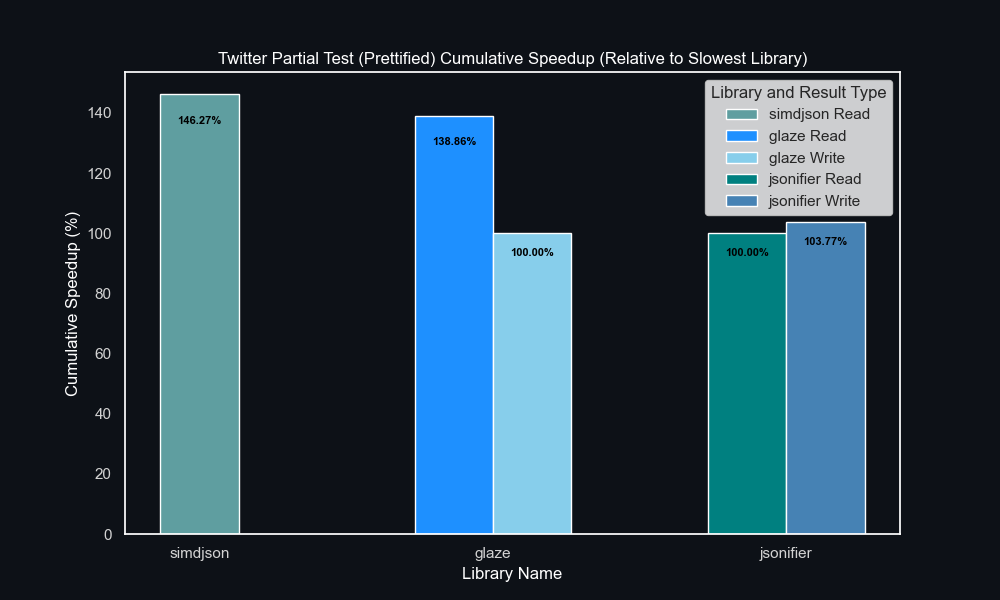 Twitter Partial Test (Prettified) Cumulative Speedup (Relative to Slowest Library)
Cumulative Speedup (%)
140
120
100
80
60
40
20
0
146.27%
138.86%
100.00%
100.00%
103.77%
Library and Result Type
simdjson Read
glaze Read
glaze Write
jsonifier Read
jsonifier Write
simdjson
glaze
jsonifier
Library Name